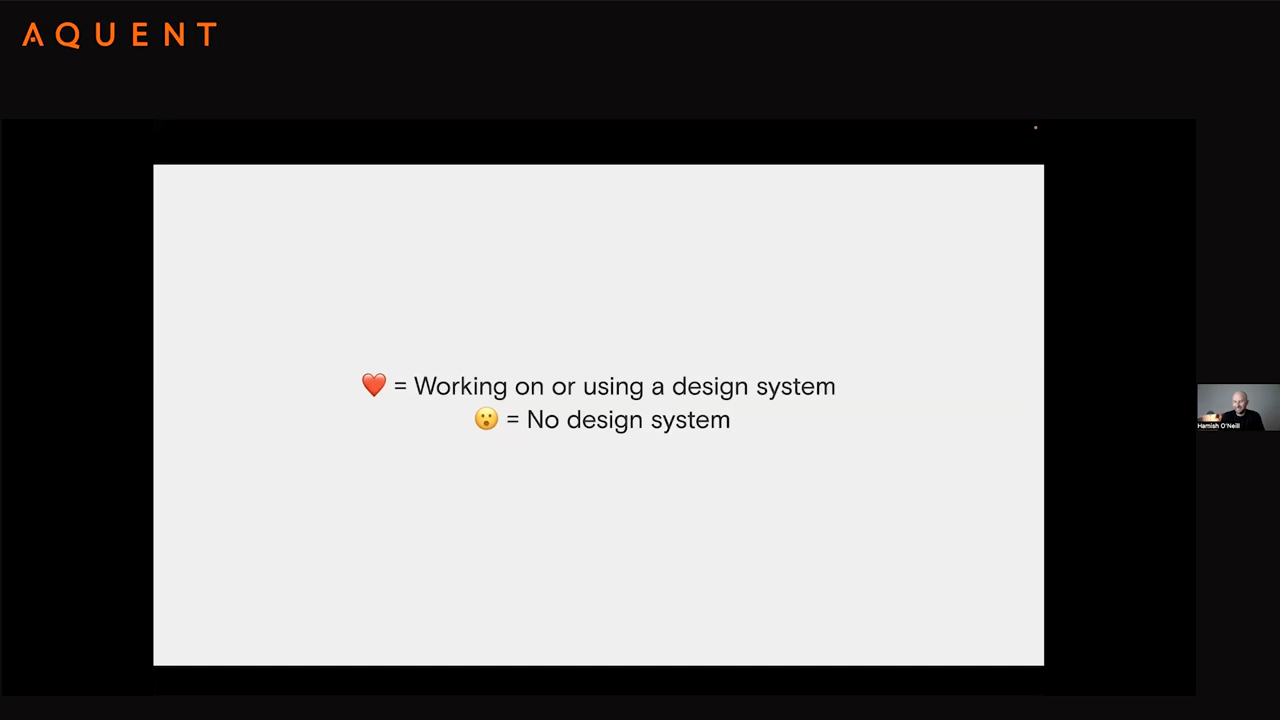 AQUENT
❤️ = Working on or using a design system
😮 = No design system
Hamish O'Neill